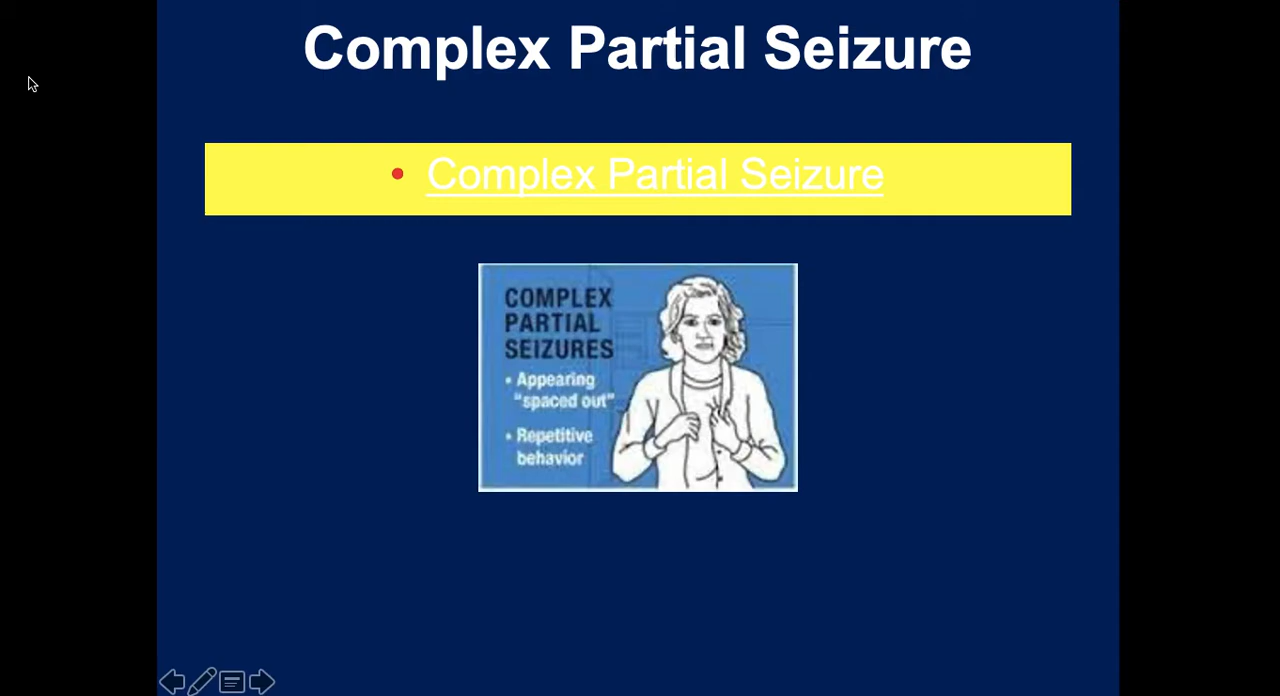 Complex Partial Seizure
• Complex Partial Seizure
COMPLEX
PARTIAL
SEIZURES
• Appearing
"spaced out"
• Repetitive
behavior